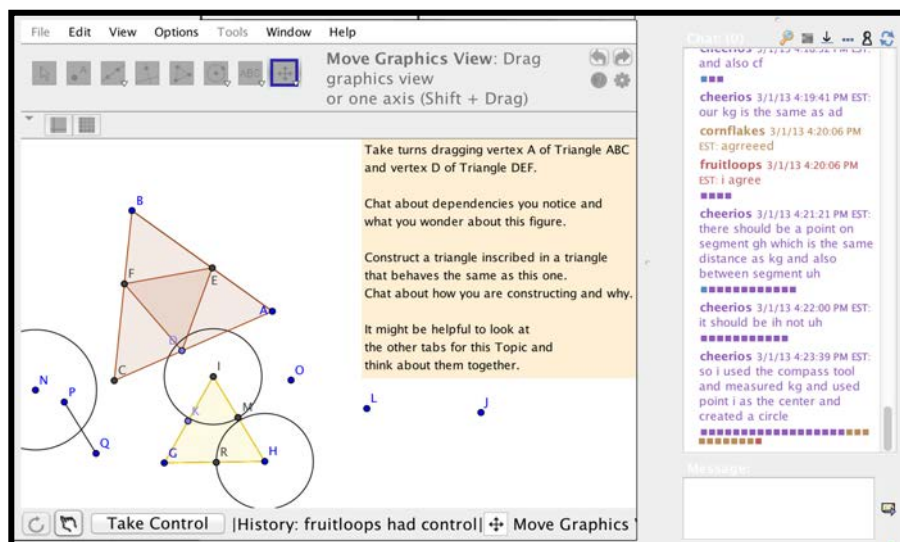 File Edit View Options Tools Window Help
Move Graphics View: Drag
graphics view
or one axis (Shift + Drag)
ABC
Take turns dragging vertex A of Triangle ABC
and vertex D of Triangle DEF.
Chat about dependencies you notice and
what you wonder about this figure.
Construct a triangle inscribed in a triangle
that behaves the same as this one.
Chat about how you are constructing and why.
It might be helpful to look at
the other tabs for this Topic and
think about them together.
B
F
E
A
D
C
I
O
N
P
L
J
K
M
Q
G
R
H
Take Control |History: fruitloops had control| Move Graphics
Chat: (0)
and also cf
cheerios 3/1/13 4:19:41 PM EST:
our kg is the same as ad
cornflakes 3/1/13 4:20:06 PM
EST: agrreeed
fruitloops 3/1/13 4:20:06 PM
EST: i agree
cheerios 3/1/13 4:21:21 PM EST:
there should be a point on
segment gh which is the same
distance as kg and also
between segment uh
cheerios 3/1/13 4:22:00 PM EST:
it should be ih not uh
cheerios 3/1/13 4:23:39 PM EST:
so i used the compass tool
and measured kg and used
point i as the center and
created a circle
Message: